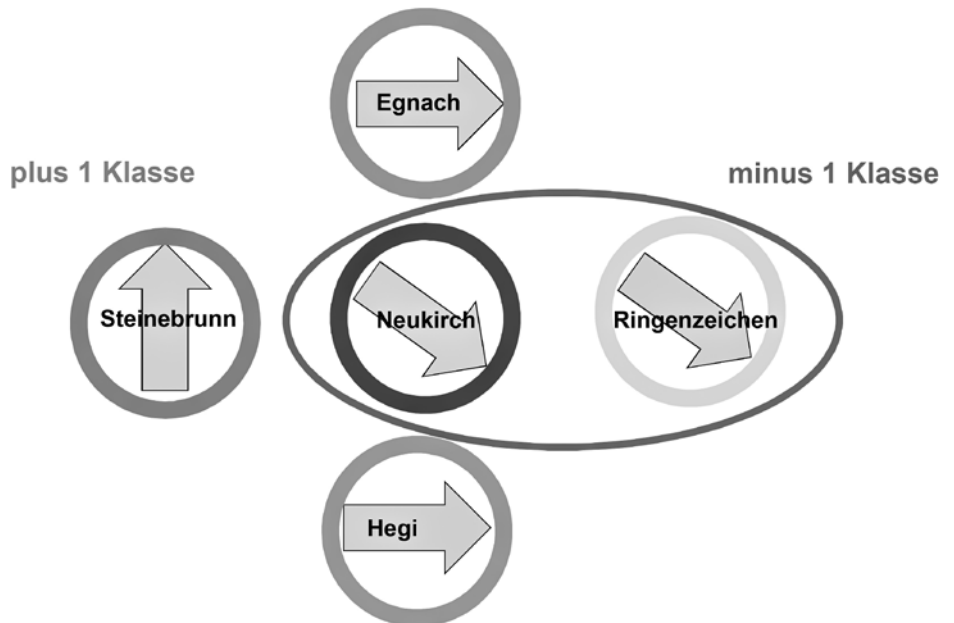 Egnach
plus 1 Klasse
minus 1 Klasse
Steinebrunn
Neukirch
Ringenzeichen
Hegi